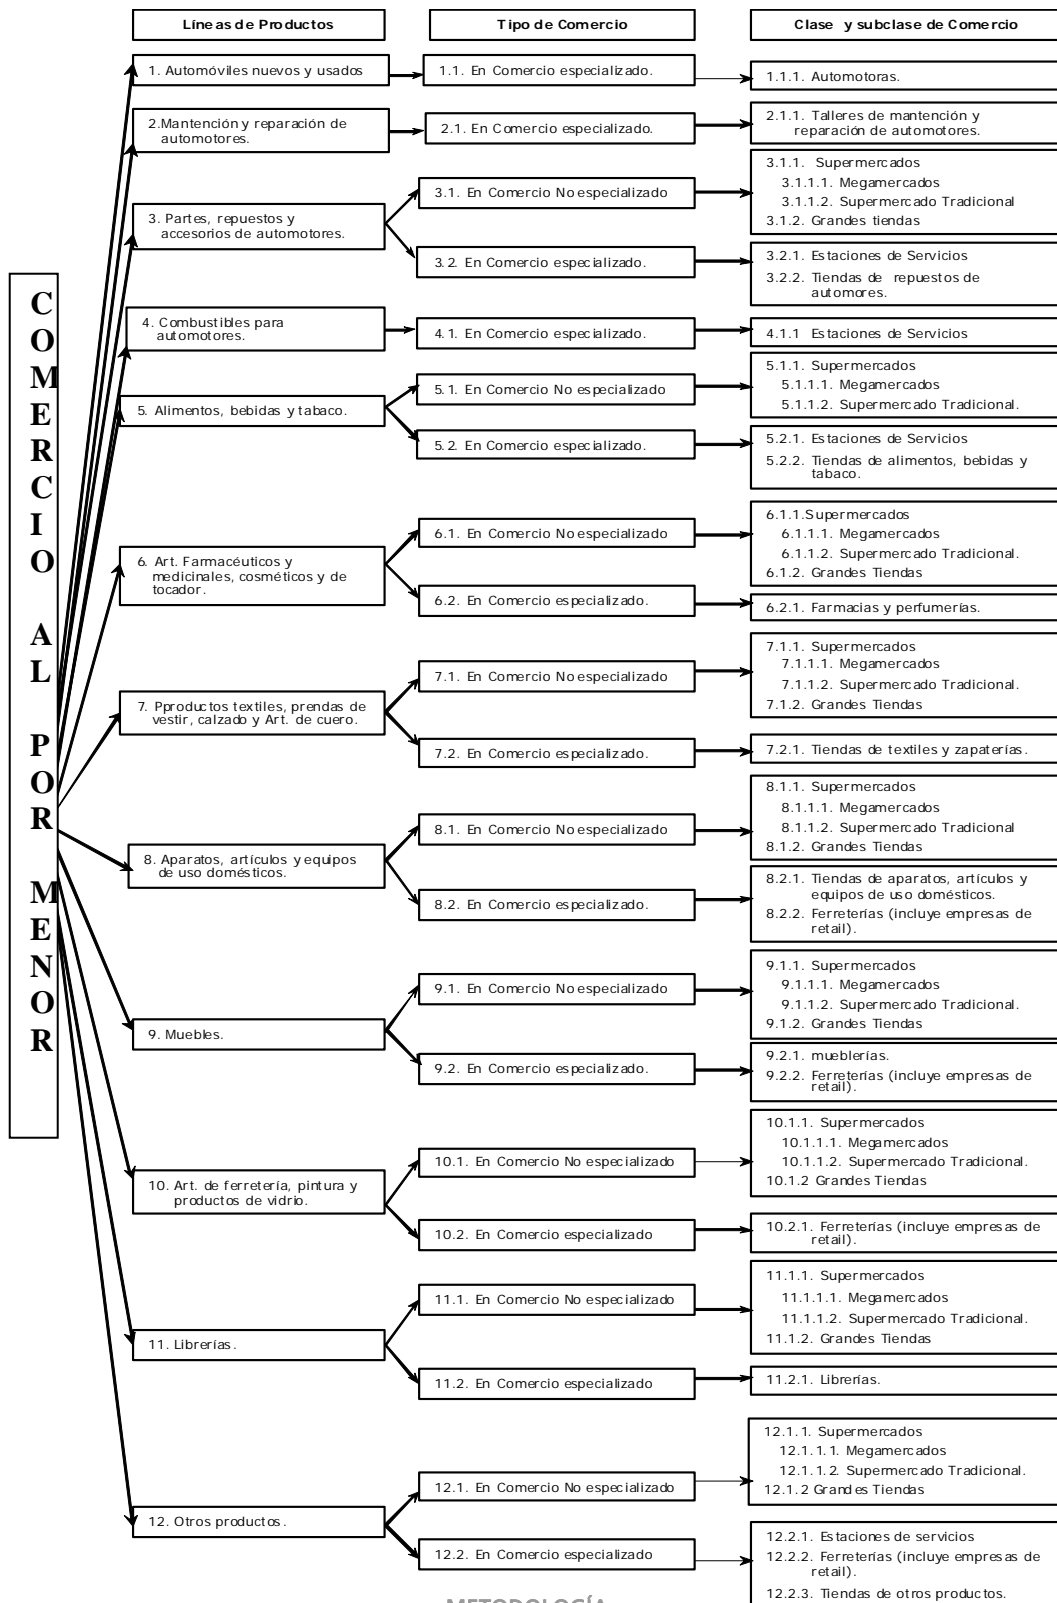 Líneas de Productos
Tipo de Comercio
Clase y subclase de Comercio
COMERCIO AL POR MENOR
1. Automóviles nuevos y usados
1.1. En Comercio especializado.
1.1.1. Automotoras.
2.Mantención y reparación de
automotores.
2.1. En Comercio especializado.
2.1.1. Talleres de mantención y
reparación de automotores.
3. Partes, repuestos y
accesorios de automotores.
3.1. En Comercio No especializado
3.1.1. Supermercados
3.1.1.1. Megamercados
3.1.1.2. Supermercado Tradicional
3.1.2. Grandes tiendas
3.2. En Comercio especializado.
3.2.1. Estaciones de Servicios
3.2.2. Tiendas de repuestos de
automores.
4. Combustibles para
automotores.
4.1. En Comercio especializado.
4.1.1 Estaciones de Servicios
5. Alimentos, bebidas y tabaco.
5.1. En Comercio No especializado
5.1.1. Supermercados
5.1.1.1. Megamercados
5.1.1.2. Supermercado Tradicional.
5.2. En Comercio especializado.
5.2.1. Estaciones de Servicios
5.2.2. Tiendas de alimentos, bebidas y
tabaco.
6. Art. Farmacéuticos y
medicinales, cosméticos y de
tocador.
6.1. En Comercio No especializado
6.1.1.Supermercados
6.1.1.1. Megamercados
6.1.1.2. Supermercado Tradicional.
6.1.2. Grandes Tiendas
6.2. En Comercio especializado.
6.2.1. Farmacias y perfumerías.
7. Pproductos textiles, prendas de
vestir, calzado y Art. de cuero.
7.1. En Comercio No especializado
7.1.1. Supermercados
7.1.1.1. Megamercados
7.1.1.2. Supermercado Tradicional.
7.1.2. Grandes Tiendas
7.2. En Comercio especializado.
7.2.1. Tiendas de textiles y zapaterías.
8. Aparatos, artículos y equipos
de uso domésticos.
8.1. En Comercio No especializado
8.1.1. Supermercados
8.1.1.1. Megamercados
8.1.1.2. Supermercado Tradicional
8.1.2. Grandes Tiendas
8.2. En Comercio especializado.
8.2.1. Tiendas de aparatos, artículos y
equipos de uso domésticos.
8.2.2. Ferreterías (incluye empresas de
retail).
9. Muebles.
9.1. En Comercio No especializado
9.1.1. Supermercados
9.1.1.1. Megamercados
9.1.1.2. Supermercado Tradicional.
9.1.2. Grandes Tiendas
9.2. En Comercio especializado.
9.2.1. mueblerías.
9.2.2. Ferreterías (incluye empresas de
retail).
10. Art. de ferretería, pintura y
productos de vidrio.
10.1. En Comercio No especializado
10.1.1. Supermercados
10.1.1.1. Megamercados
10.1.1.2. Supermercado Tradicional.
10.1.2 Grandes Tiendas
10.2. En Comercio especializado
10.2.1. Ferreterías (incluye empresas de
retail).
11. Librerías.
11.1. En Comercio No especializado
11.1.1. Supermercados
11.1.1.1. Megamercados
11.1.1.2. Supermercado Tradicional.
11.1.2. Grandes Tiendas
11.2. En Comercio especializado
11.2.1. Librerías.
12. Otros productos.
12.1. En Comercio No especializado
12.1.1. Supermercados
12.1.1.1. Megamercados
12.1.1.2. Supermercado Tradicional.
12.1.2 Grandes Tiendas
12.2. En Comercio especializado
12.2.1. Estaciones de servicios
12.2.2. Ferreterías (incluye empresas de
retail).
12.2.3. Tiendas de otros productos.
METODOLOGÍA